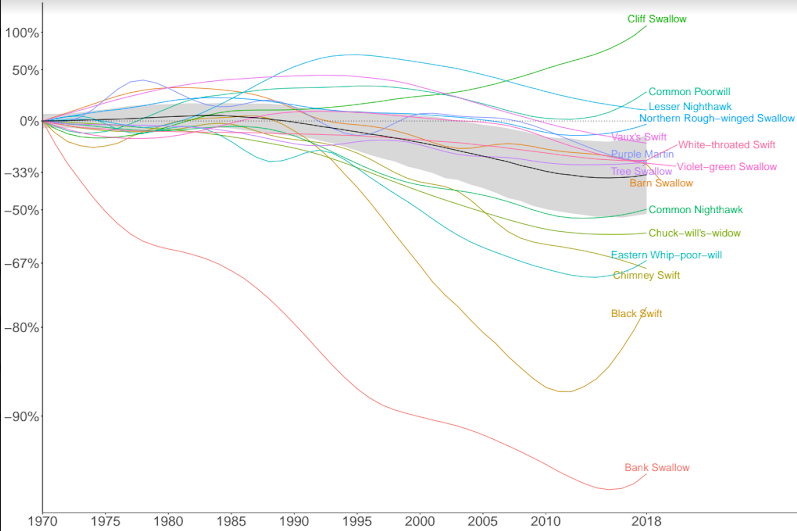 Cliff Swallow
100%
50%
Common Poorwill
Lesser Nighthawk
Northern Rough-winged Swallow
0%
Vaux's Swift
White-throated Swift
Purple Martin
Violet-green Swallow
Tree Swallow
-33%
Barn Swallow
-50%
Common Nighthawk
Chuck-will's-widow
Eastern Whip-poor-will
-67%
Chimney Swift
Black Swift
-80%
-90%
Bank Swallow
1970 1975 1980 1985 1990 1995 2000 2005 2010 2018